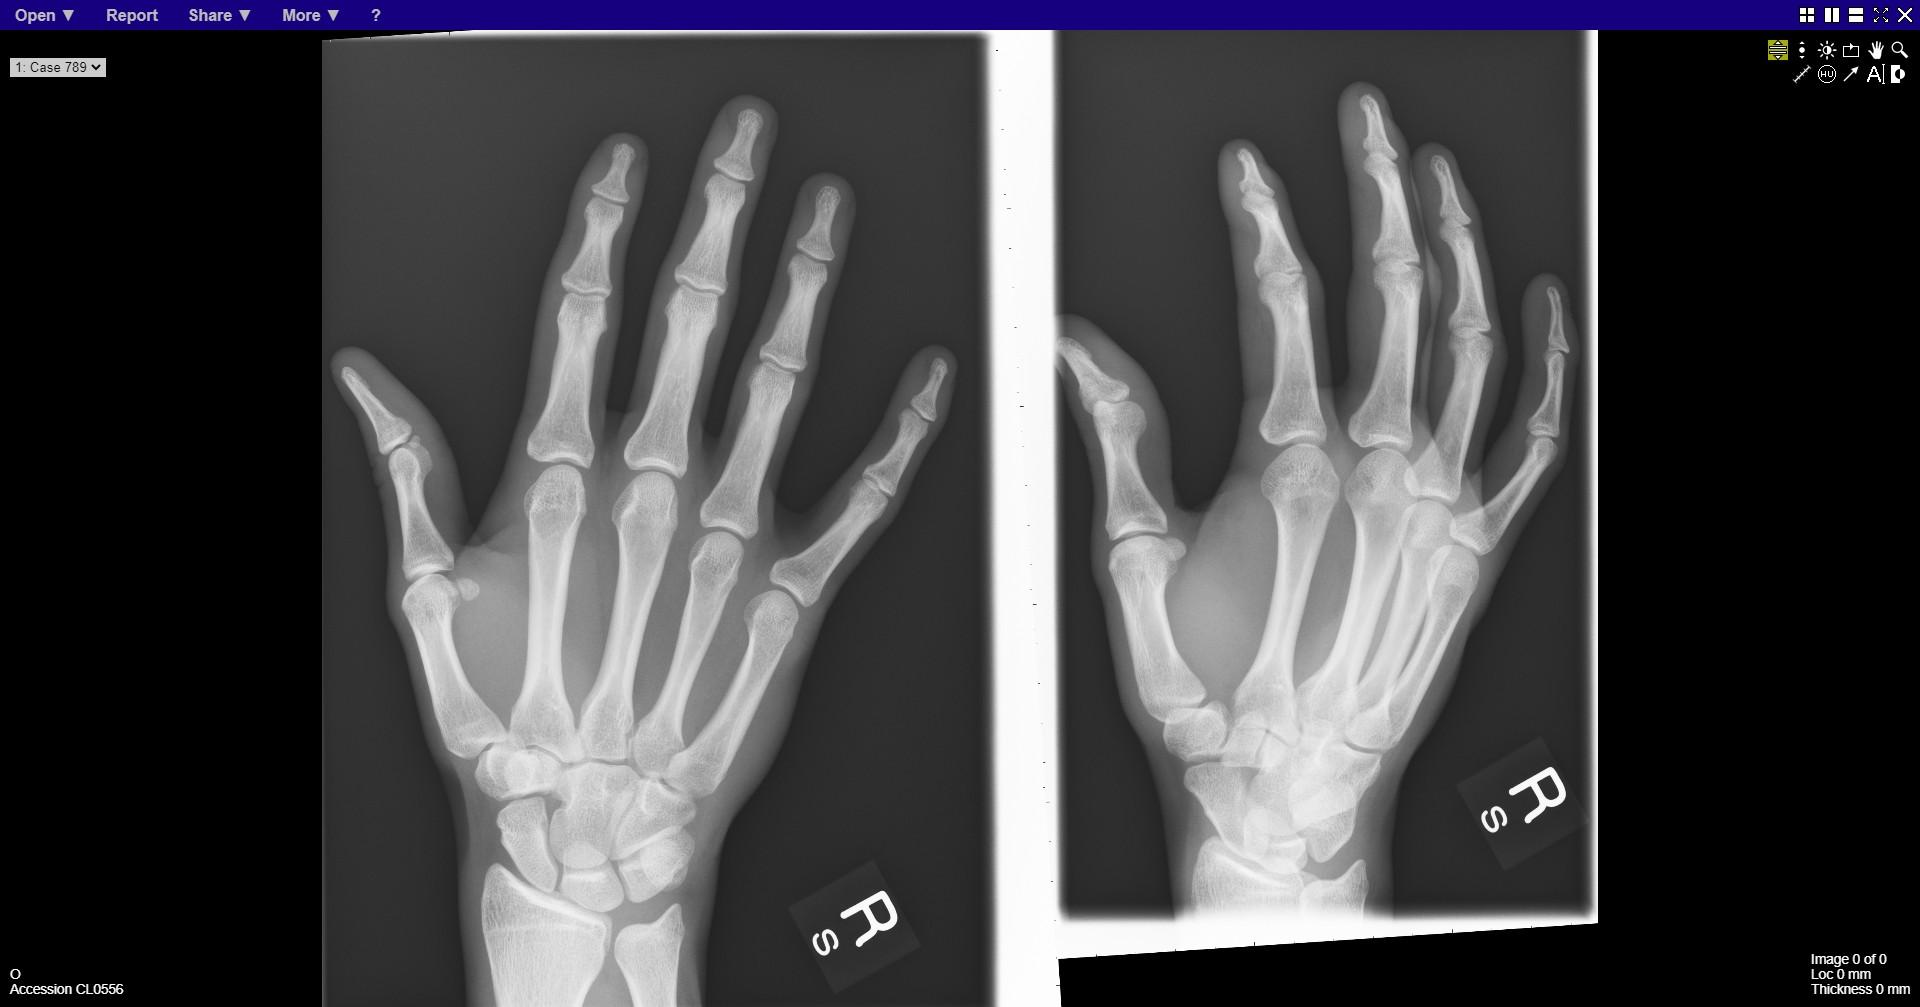 Open ▼ Report Share ▼ More ▼ ?
1: Case 789
HU A
R
S
R
S
O
Accession CL0556
Image 0 of 0
Loc 0 mm
Thickness 0 mm